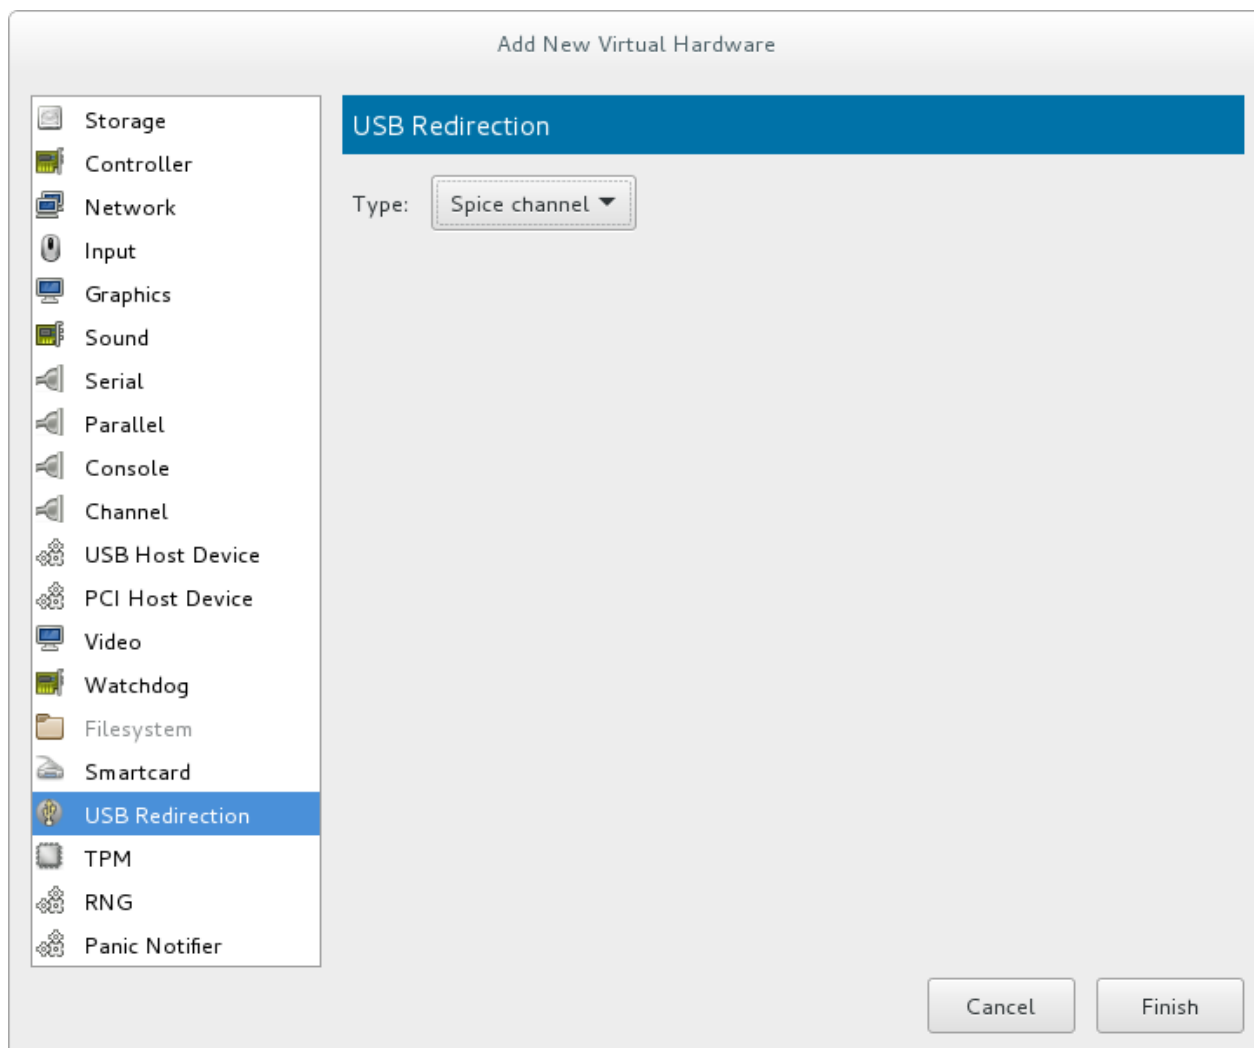 Add New Virtual Hardware
Storage
Controller
Network
Input
Graphics
Sound
Serial
Parallel
Console
Channel
USB Host Device
PCI Host Device
Video
Watchdog
Filesystem
Smartcard
USB Redirection
TPM
RNG
Panic Notifier
USB Redirection
Type: Spice channel
Cancel Finish